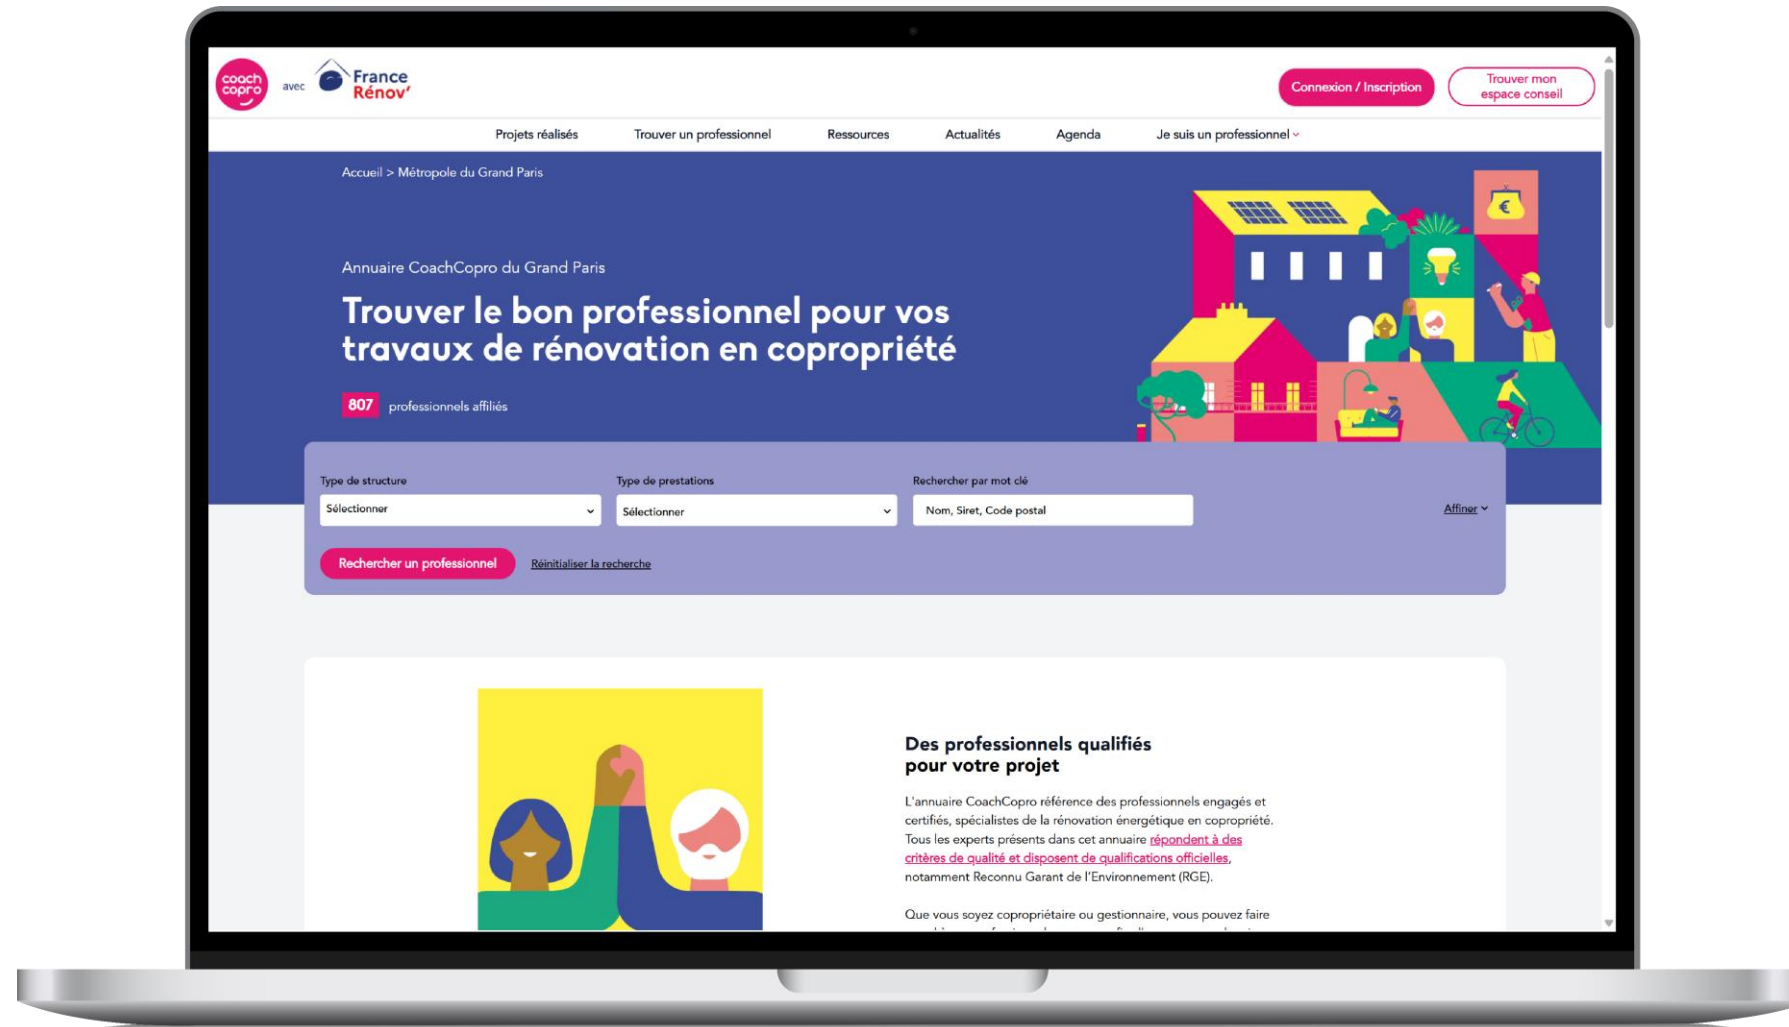 coach
copro
avec
France
Rénov'
Connexion / Inscription
Trouver mon
espace conseil
Projets réalisés
Trouver un professionnel
Ressources
Actualités
Agenda
Je suis un professionnel
Accueil > Métropole du Grand Paris
Annuaire CoachCopro du Grand Paris
Trouver le bon professionnel pour vos
travaux de rénovation en copropriété
807 professionnels affiliés
€
Type de structure
Type de prestations
Rechercher par mot clé
Sélectionner
Sélectionner
Nom, Siret, Code postal
Affiner
Rechercher un professionnel
Réinitialiser la recherche
Des professionnels qualifiés
pour votre projet
L'annuaire CoachCopro référence des professionnels engagés et
certifiés, spécialistes de la rénovation énergétique en copropriété.
Tous les experts présents dans cet annuaire répondent à des
critères de qualité et disposent de qualifications officielles,
notamment Reconnu Garant de l'Environnement (RGE).
Que vous soyez copropriétaire ou gestionnaire, vous pouvez faire